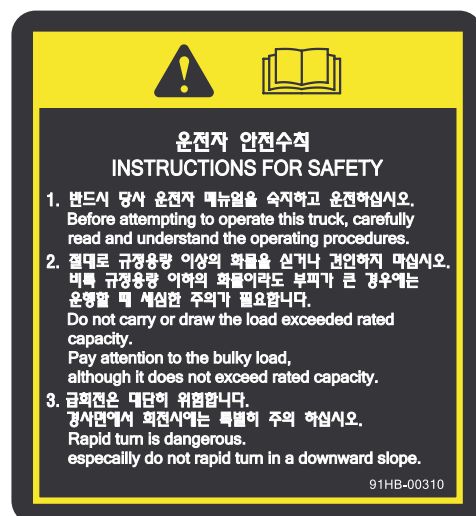 운전자 안전수칙
INSTRUCTIONS FOR SAFETY
1. 반드시 당사 운전자 매뉴얼을 숙지하고 운전하십시오.
Before attempting to operate this truck, carefully
read and understand the operating procedures.
2. 절대로 규정용량 이상의 화물을 싣거나 견인하지 마십시오.
비록 규정용량 이하의 화물이라도 부피가 큰 경우에는
운행할 때 세심한 주의가 필요합니다.
Do not carry or draw the load exceeded rated
capacity.
Pay attention to the bulky load,
although it does not exceed rated capacity.
3. 급회전은 대단히 위험합니다.
경사면에서 회전시에는 특별히 주의 하십시오.
Rapid turn is dangerous.
especailly do not rapid turn in a downward slope.
91HB-00310